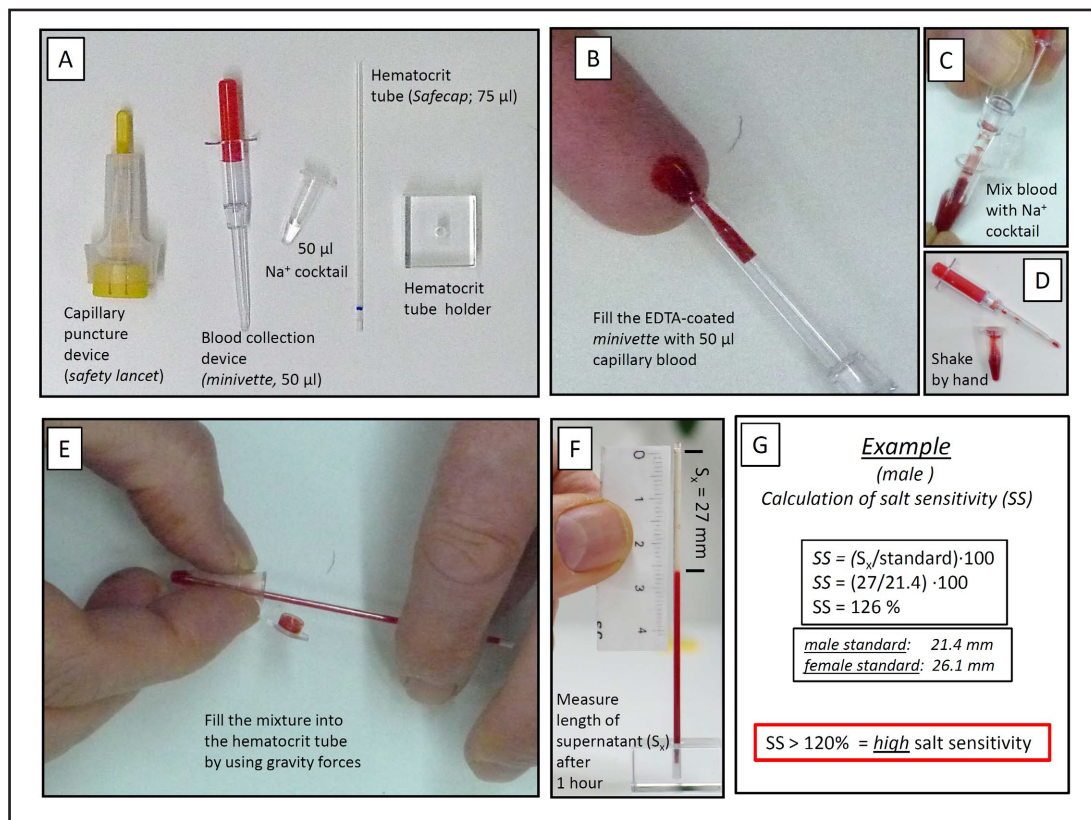 A
Hematocrit
tube (Safecap; 75 µl)
50 µl
Na⁺ cocktail
Hematocrit
tube holder
Capillary
puncture
device
(safety lancet)
Blood collection
device
(minivette, 50 µl)
B
Fill the EDTA-coated
minivette with 50 µl
capillary blood
C
Mix blood
with Na⁺
cocktail
D
Shake
by hand
E
Fill the mixture into
the hematocrit tube
by using gravity forces
F
0
1
2
3
4
Sₓ = 27 mm
Measure
length of
supernatant (Sₓ)
after
1 hour
G
Example
(male )
Calculation of salt sensitivity (SS)
SS = (Sₓ/standard)·100
SS = (27/21.4) ·100
SS = 126 %
male standard: 21.4 mm
female standard: 26.1 mm
SS > 120% = high salt sensitivity